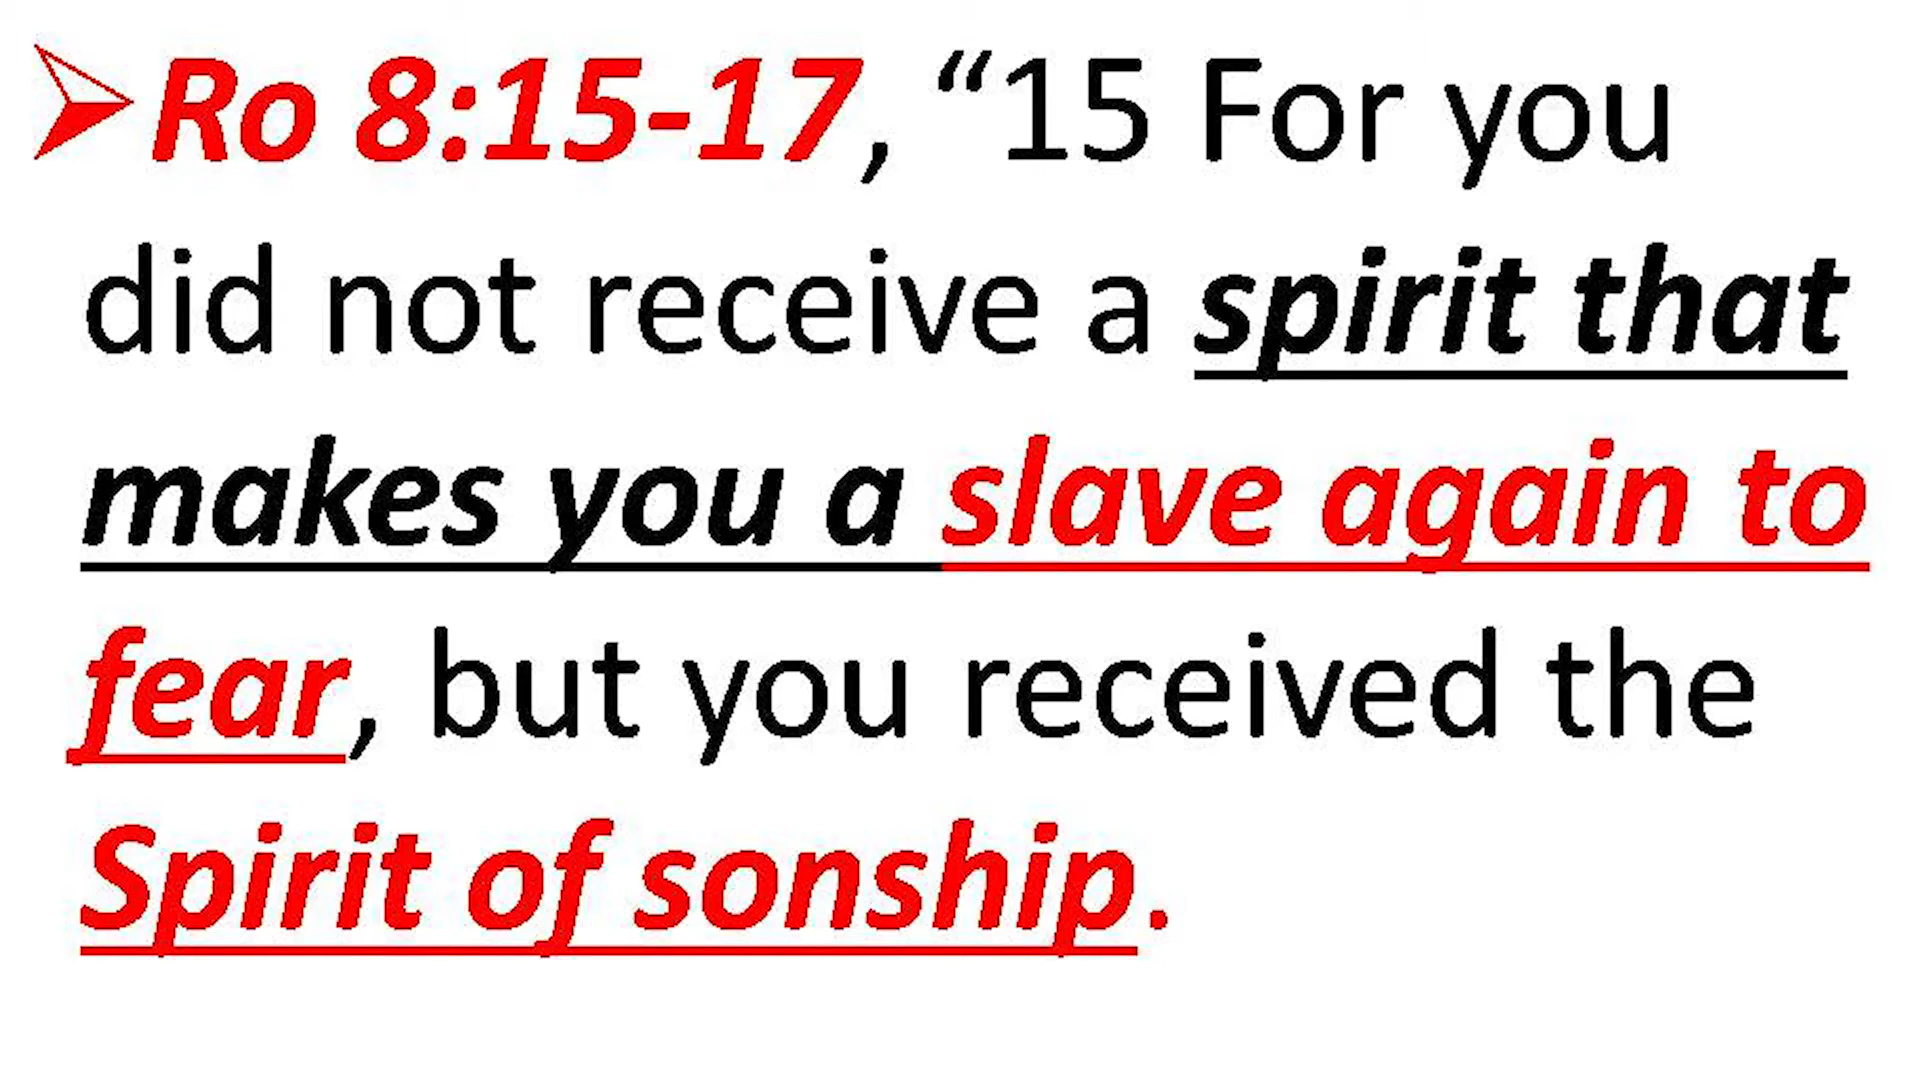 Ro 8:15-17, “15 For you
did not receive a spirit that
makes you a slave again to
fear, but you received the
Spirit of sonship.